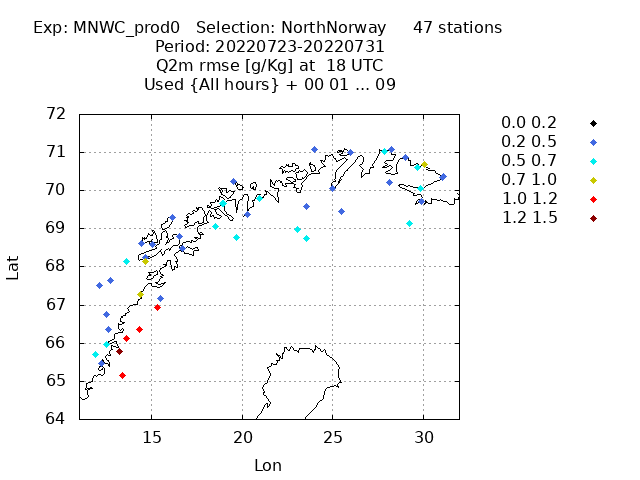 Exp: MNWC_prod0 Selection: NorthNorway 47 stations
Period: 20220723-20220731
Q2m rmse [g/Kg] at 18 UTC
Used {All hours} + 00 01 ... 09
72
71
70
69
68
67
66
65
64
Lat
15 20 25 30
Lon
0.0 0.2
0.2 0.5
0.5 0.7
0.7 1.0
1.0 1.2
1.2 1.5